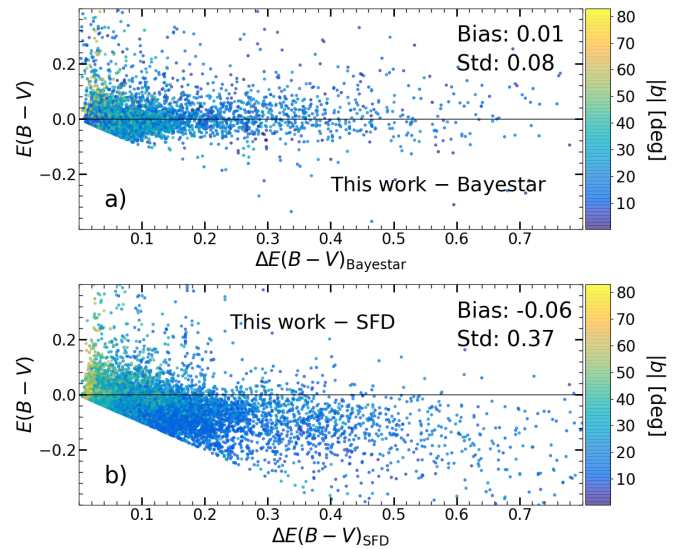 0.2
0.0
−0.2
E(B − V)
Bias: 0.01
Std: 0.08
This work − Bayestar
a)
0.1 0.2 0.3 0.4 0.5 0.6 0.7
ΔE(B − V)Bayestar
80
70
60
50
40
30
20
10
|b| [deg]
0.2
0.0
−0.2
E(B − V)
This work − SFD
Bias: -0.06
Std: 0.37
b)
0.1 0.2 0.3 0.4 0.5 0.6 0.7
ΔE(B − V)SFD
80
70
60
50
40
30
20
10
|b| [deg]